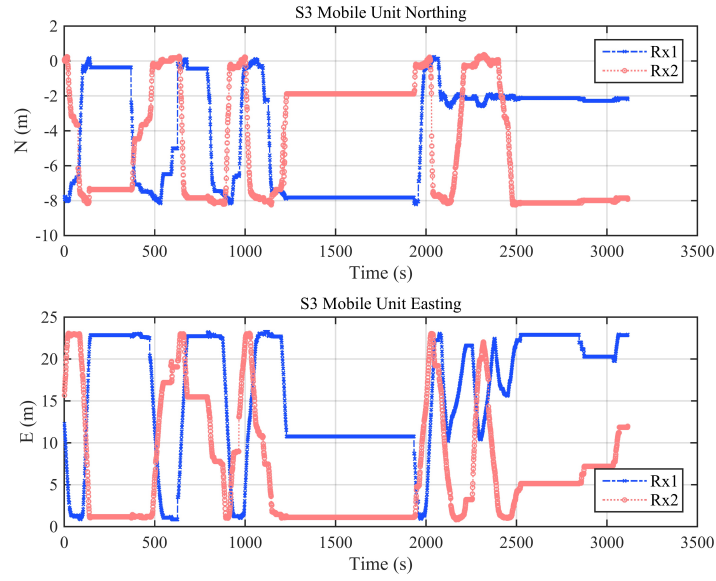 S3 Mobile Unit Northing
2
0
-2
-4
-6
-8
-10
N (m)
Rx1
Rx2
0 500 1000 1500 2000 2500 3000 3500
Time (s)
S3 Mobile Unit Easting
25
20
15
10
5
0
E (m)
Rx1
Rx2
0 500 1000 1500 2000 2500 3000 3500
Time (s)